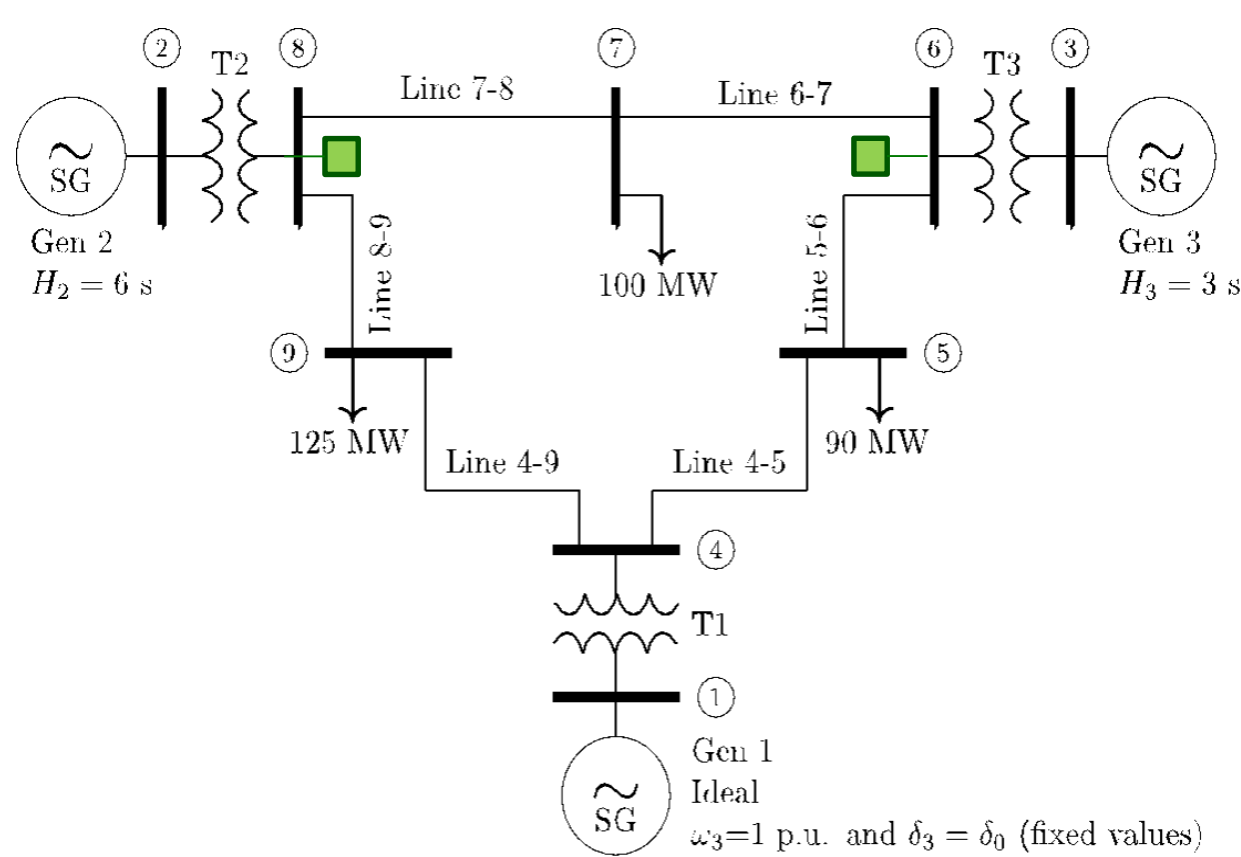 2
8
7
6
3
T2
T3
Line 7-8
Line 6-7
SG
SG
Gen 2
H₂ = 6 s
Gen 3
H₃ = 3 s
Line 8-9
Line 5-6
100 MW
9
5
125 MW
90 MW
Line 4-9
Line 4-5
4
T1
1
Gen 1
Ideal
SG
ω₃=1 p.u. and δ₃ = δ₀ (fixed values)